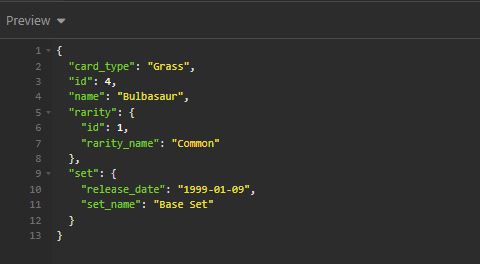 Preview
1 {
2 "card_type": "Grass",
3 "id": 4,
4 "name": "Bulbasaur",
5 "rarity": {
6 "id": 1,
7 "rarity_name": "Common"
8 },
9 "set": {
10 "release_date": "1999-01-09",
11 "set_name": "Base Set"
12 }
13 }